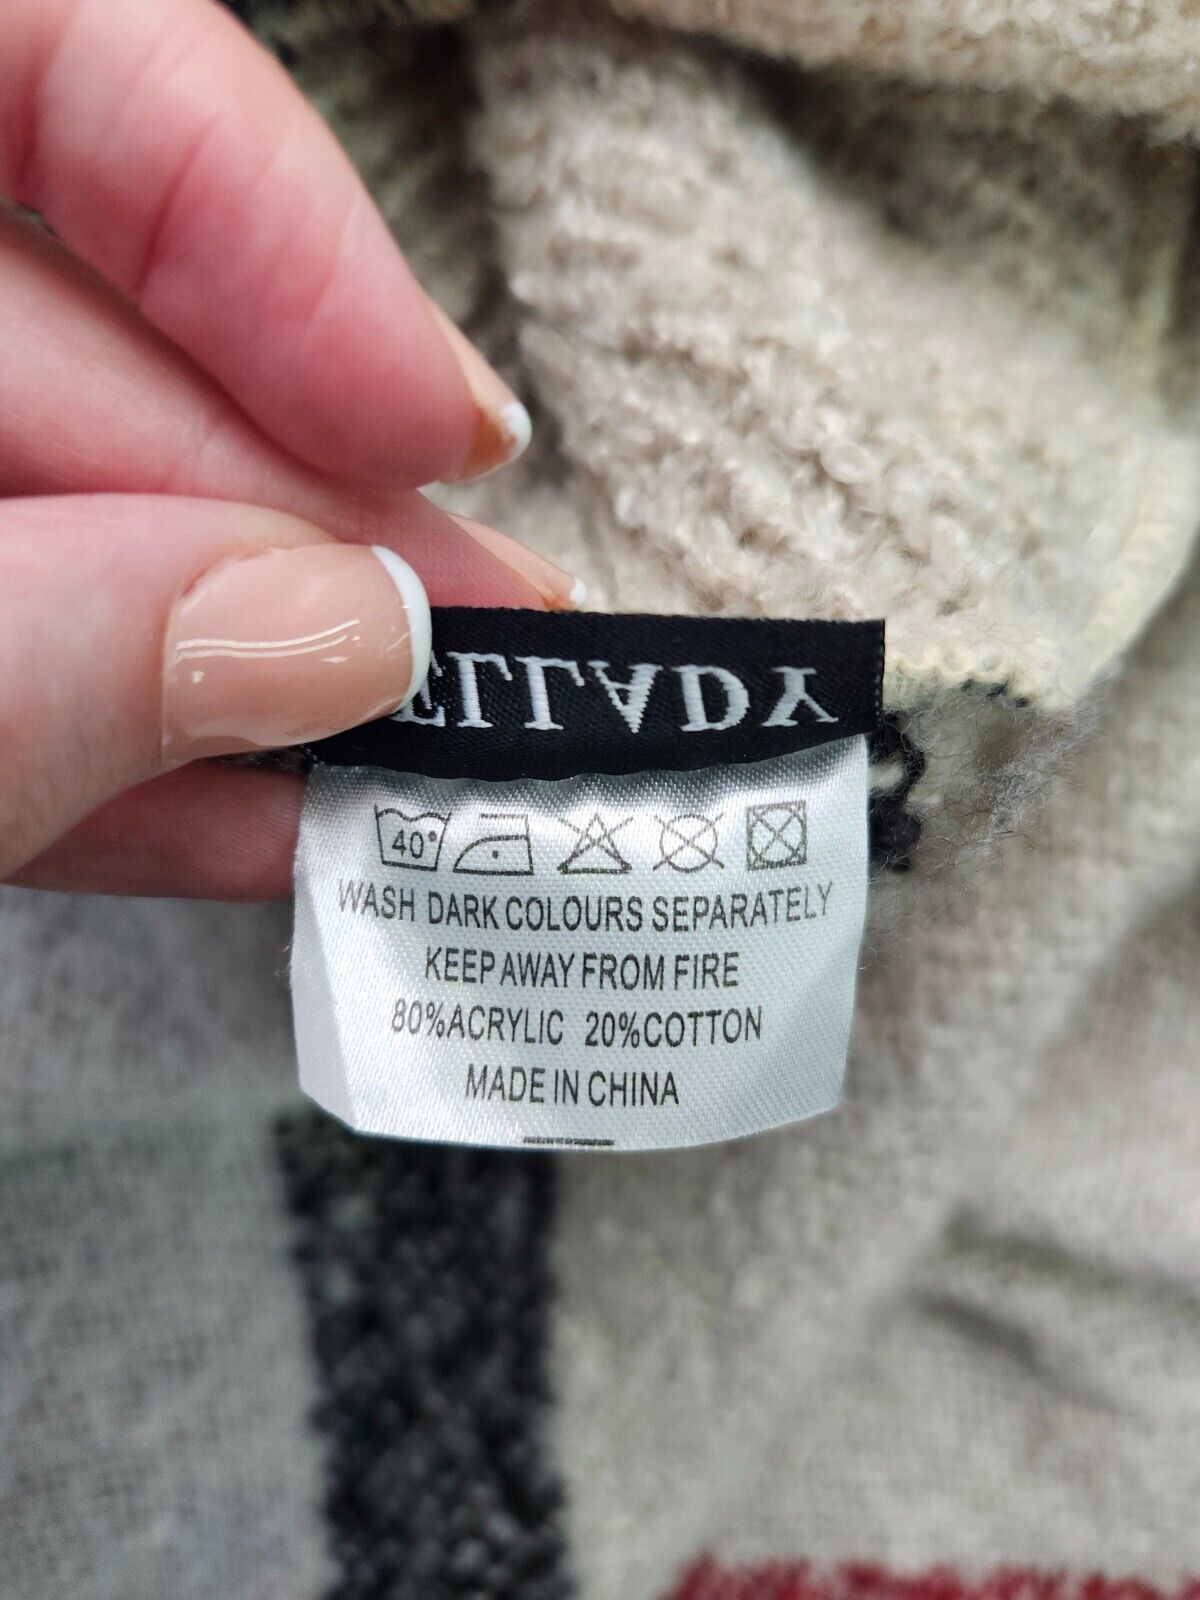 ELLADY
40°
WASH DARK COLOURS SEPARATELY
KEEP AWAY FROM FIRE
80%ACRYLIC 20%COTTON
MADE IN CHINA